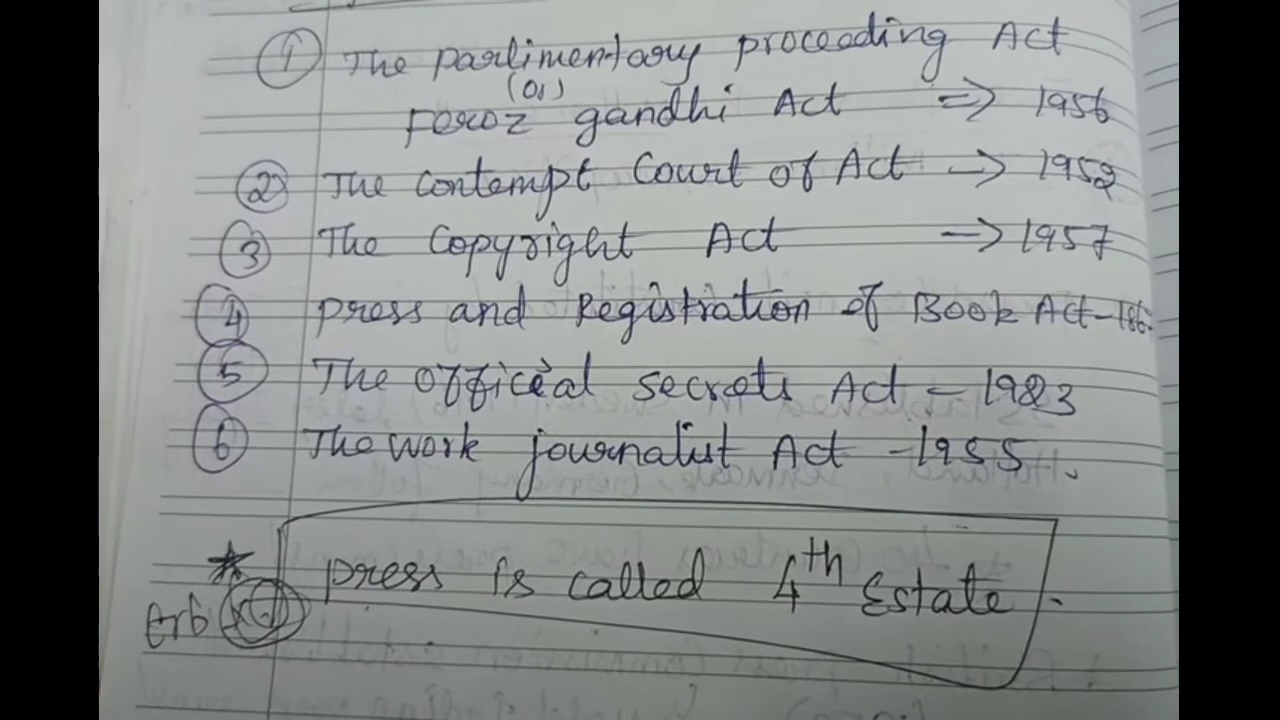 ① The parlimentary proceeding Act
(or)
Feroz gandhi Act => 1956
② The Contempt Court of Act -> 1952
③ The Copyright Act -> 1957
④ press and Registration of Book Act - 186
⑤ The official secrets Act - 1923
⑥ The work journalist Act - 1955.
press is called 4th Estate.